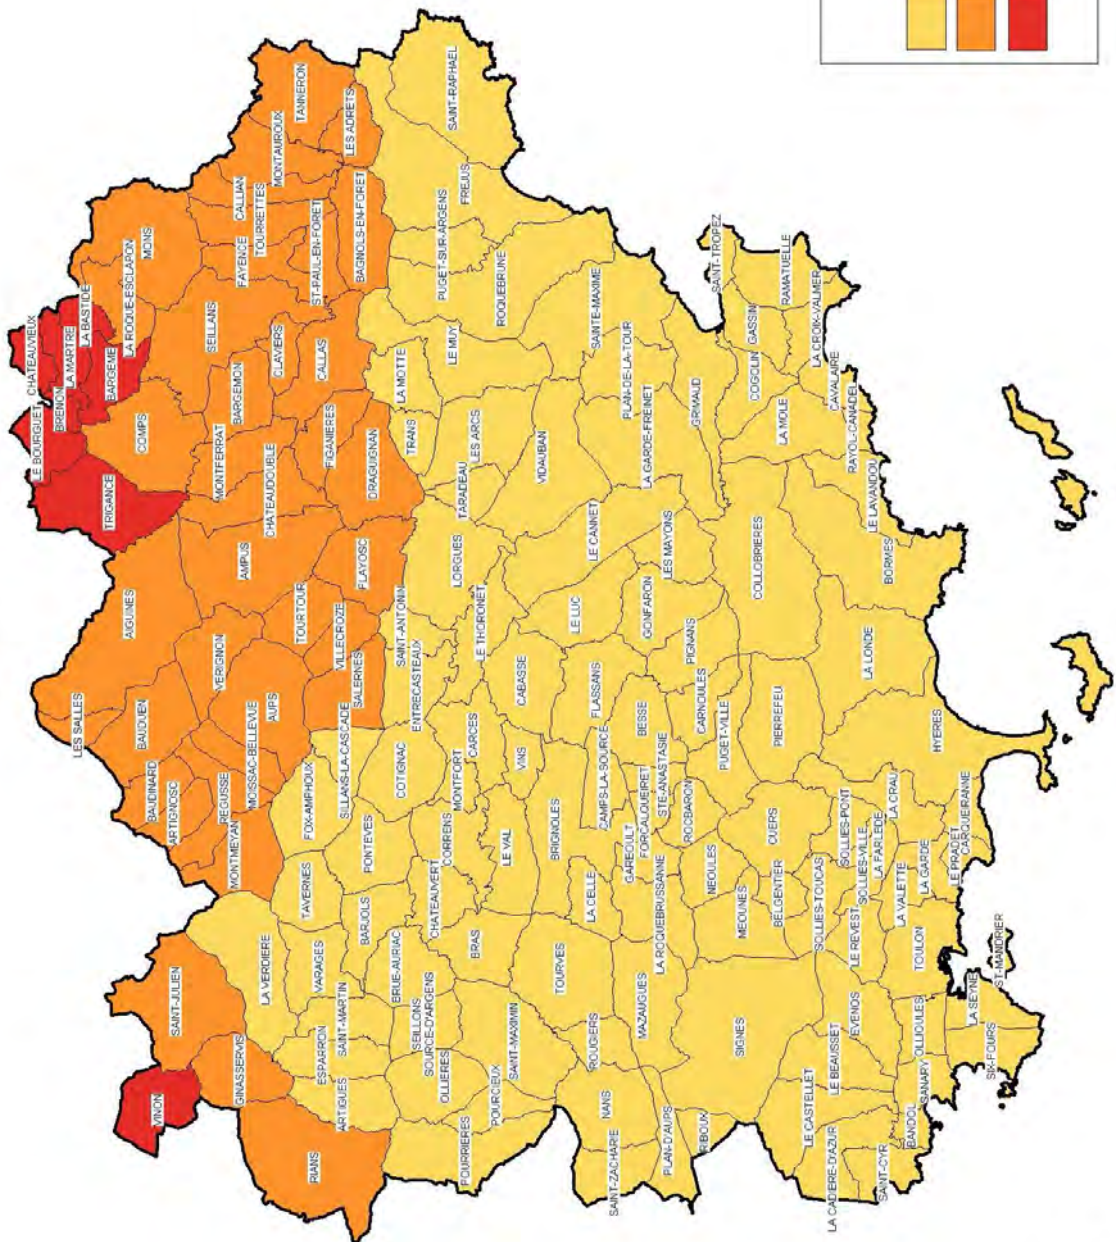 CHATEAUVIEUX
LE BOURGUET
BRENON
LA MARTRE
LA BASTIDE
BARGEME
LA ROQUE-ESCLAPON
TRIGANCE
COMPS
MONS
SEILLANS
FAYENCE
CALLIAN
TOURRETTES
MONTAUROUX
TANNERON
LES ADRETS
ST-PAUL-EN-FORET
BAGNOLS-EN-FORET
MONTFERRAT
BARGEMON
CLAVIERS
CALLAS
CHATEAUDOUBLE
FIGANIERES
DRAGUIGNAN
AMPUS
FLAYOSC
AIGUINES
LES SALLES
BAUDUEN
VERIGNON
TOURTOUR
VILLECROZE
SALERNES
AUPS
MOISSAC-BELLEVUE
REGUSSE
BAUDINARD
ARTIGNOSC
MONTMEYAN
SAINT-JULIEN
VINON
GINASSERVIS
RIANS
SAINT-RAPHAEL
FREJUS
PUGET-SUR-ARGENS
ROQUEBRUNE
LE MUY
LA MOTTE
TRANS
LES ARCS
TARADEAU
VIDAUBAN
SAINTE-MAXIME
PLAN-DE-LA-TOUR
LA GARDE-FREINET
GRIMAUD
SAINT-TROPEZ
GASSIN
COGOLIN
RAMATUELLE
LA CROIX-VALMER
CAVALAIRE
LA MOLE
RAYOL-CANADEL
LE LAVANDOU
BORMES
COLLOBRIERES
LA LONDE
HYERES
LORGUES
SAINT-ANTONIN
ENTRECASTEAUX
LE THORONET
LE CANNET
LES MAYONS
LE LUC
GONFARON
PIGNANS
CABASSE
FLASSANS
BESSE
CARNOULES
PUGET-VILLE
PIERREFEU
SILLANS-LA-CASCADE
FOX-AMPHOUX
COTIGNAC
CARCES
MONTFORT
VINS
CAMPS-LA-SOURCE
STE-ANASTASIE
FORCALQUEIRET
GAREOULT
ROCBARON
PONTEVES
CORRENS
LE VAL
BRIGNOLES
TAVERNES
BARJOLS
CHATEAUVERT
BRAS
LA CELLE
LA ROQUEBRUSSANNE
NEOULES
MEOUNES
CUERS
BELGENTIER
SOLLIES-TOUCAS
SOLLIES-PONT
SOLLIES-VILLE
LA FARLEDE
LA CRAU
LE REVEST
LA VALETTE
LA GARDE
LE PRADET
CARQUEIRANNE
TOULON
ST-MANDRIER
LA SEYNE
SIX-FOURS
OLLIOULES
SANARY
BANDOL
EVENOS
LE BEAUSSET
LE CASTELLET
LA CADIERE-D'AZUR
SAINT-CYR
SIGNES
RIBOUX
PLAN-D'AUPS
MAZAUGUES
TOURVES
ROUGIERS
NANS
SAINT-ZACHARIE
SAINT-MAXIMIN
POURCIEUX
POURRIERES
OLLIERES
SEILLONS
SOURCE-D'ARGENS
BRUE-AURIAC
LA VERDIERE
VARAGES
SAINT-MARTIN
ESPARRON
ARTIGUES